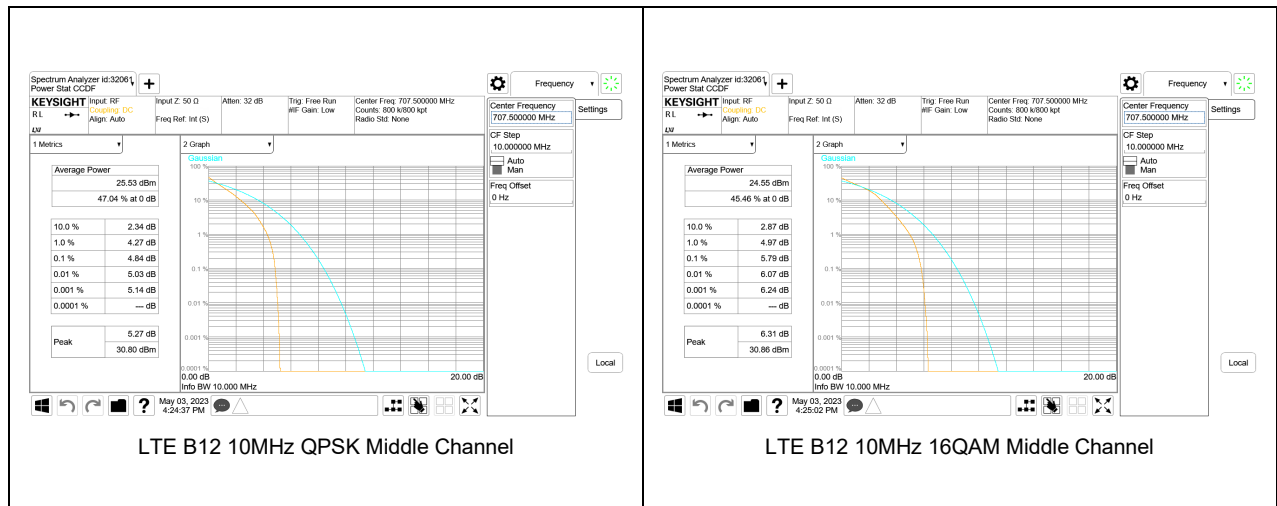 Spectrum Analyzer id:32061
Power Stat CCDF
Frequency
KEYSIGHT
R L
LXI
Input: RF
Coupling: DC
Align: Auto
Input Z: 50 Ω
Freq Ref: Int (S)
Atten: 32 dB
Trig: Free Run
#IF Gain: Low
Center Freq: 707.500000 MHz
Counts: 800 k/800 kpt
Radio Std: None
Center Frequency
707.500000 MHz
Settings
CF Step
10.000000 MHz
Auto
Man
Freq Offset
0 Hz
Local
1 Metrics
Average Power
25.53 dBm
47.04 % at 0 dB
10.0 % 2.34 dB
1.0 % 4.27 dB
0.1 % 4.84 dB
0.01 % 5.03 dB
0.001 % 5.14 dB
0.0001 % --- dB
Peak
5.27 dB
30.80 dBm
2 Graph
Gaussian
100 %
10 %
1 %
0.1 %
0.01 %
0.001 %
0.0001 %
0.00 dB 20.00 dB
Info BW 10.000 MHz
?
May 03, 2023
4:24:37 PM
LTE B12 10MHz QPSK Middle Channel
Spectrum Analyzer id:32061
Power Stat CCDF
Frequency
KEYSIGHT
R L
LXI
Input: RF
Coupling: DC
Align: Auto
Input Z: 50 Ω
Freq Ref: Int (S)
Atten: 32 dB
Trig: Free Run
#IF Gain: Low
Center Freq: 707.500000 MHz
Counts: 800 k/800 kpt
Radio Std: None
Center Frequency
707.500000 MHz
Settings
CF Step
10.000000 MHz
Auto
Man
Freq Offset
0 Hz
Local
1 Metrics
Average Power
24.55 dBm
45.46 % at 0 dB
10.0 % 2.87 dB
1.0 % 4.97 dB
0.1 % 5.79 dB
0.01 % 6.07 dB
0.001 % 6.24 dB
0.0001 % --- dB
Peak
6.31 dB
30.86 dBm
2 Graph
Gaussian
100 %
10 %
1 %
0.1 %
0.01 %
0.001 %
0.0001 %
0.00 dB 20.00 dB
Info BW 10.000 MHz
?
May 03, 2023
4:25:02 PM
LTE B12 10MHz 16QAM Middle Channel